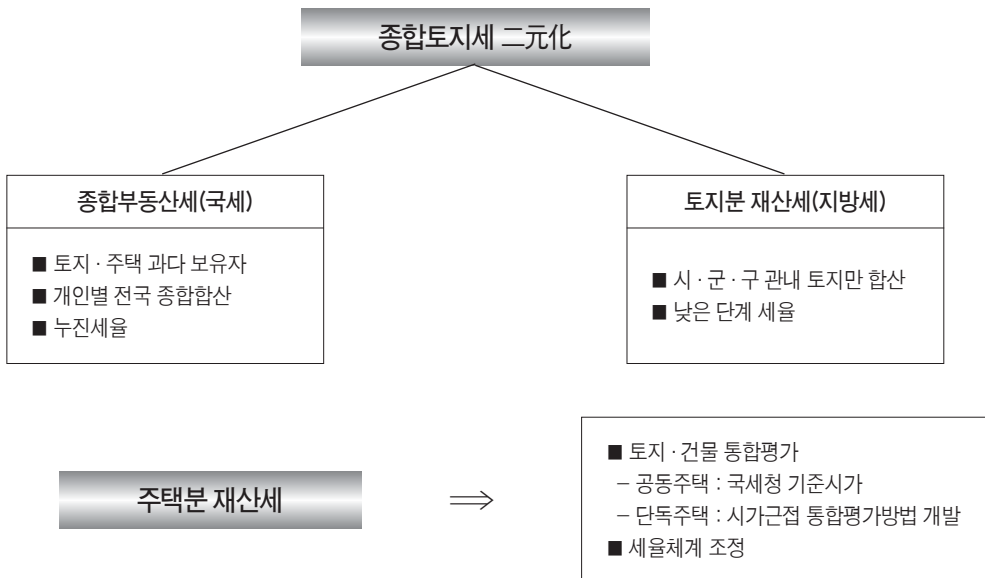 종합토지세 二元化
종합부동산세(국세)
■ 토지 · 주택 과다 보유자
■ 개인별 전국 종합합산
■ 누진세율
토지분 재산세(지방세)
■ 시 · 군 · 구 관내 토지만 합산
■ 낮은 단계 세율
주택분 재산세
⇒
■ 토지 · 건물 통합평가
– 공동주택 : 국세청 기준시가
– 단독주택 : 시가근접 통합평가방법 개발
■ 세율체계 조정